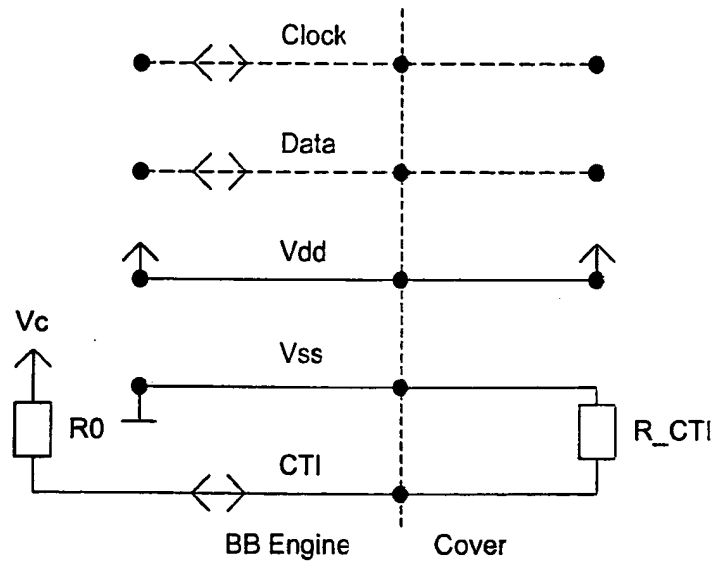 Clock
Data
Vdd
Vc
Vss
R0
R_CTI
CTI
BB Engine
Cover